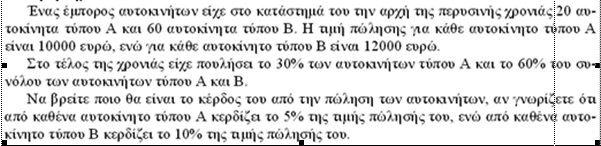 Ένας έμπορος αυτοκινήτων είχε στο κατάστημά του την αρχή της περυσινής χρονιάς 20 αυ-
τοκίνητα τύπου Α και 60 αυτοκίνητα τύπου Β. Η τιμή πώλησης για κάθε αυτοκίνητο τύπου Α
είναι 10000 ευρώ, ενώ για κάθε αυτοκίνητο τύπου Β είναι 12000 ευρώ.
Στο τέλος της χρονιάς είχε πουλήσει το 30% των αυτοκινήτων τύπου Α και το 60% του συ-
νόλου των αυτοκινήτων τύπου Α και Β.
Να βρείτε ποιο θα είναι το κέρδος του από την πώληση των αυτοκινήτων, αν γνωρίζετε ότι
από καθένα αυτοκίνητο τύπου Α κερδίζει το 5% της τιμής πώλησής του, ενώ από καθένα αυτο-
κίνητο τύπου Β κερδίζει το 10% της τιμής πώλησής του.